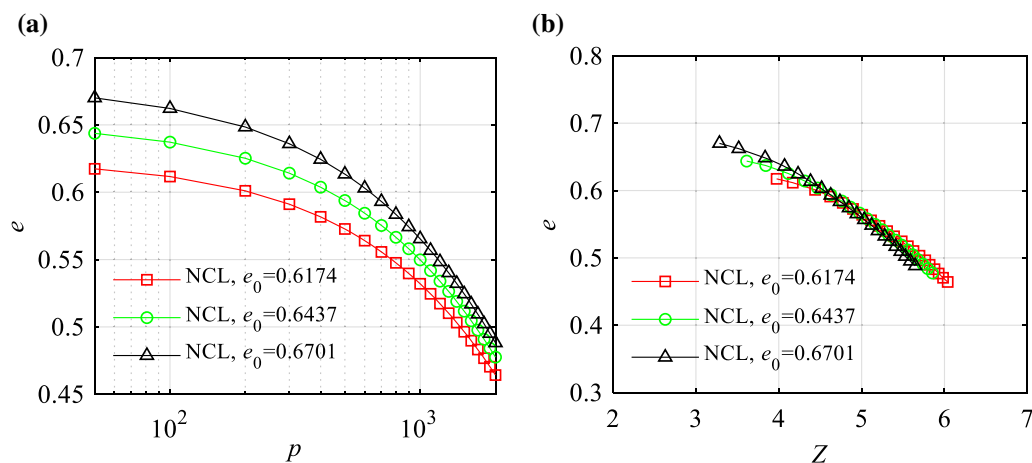 (a)
0.7
0.65
0.6
0.55
0.5
0.45
e
NCL, e0=0.6174
NCL, e0=0.6437
NCL, e0=0.6701
10^2
10^3
p
(b)
0.8
0.7
0.6
0.5
0.4
0.3
e
NCL, e0=0.6174
NCL, e0=0.6437
NCL, e0=0.6701
2 3 4 5 6 7
Z